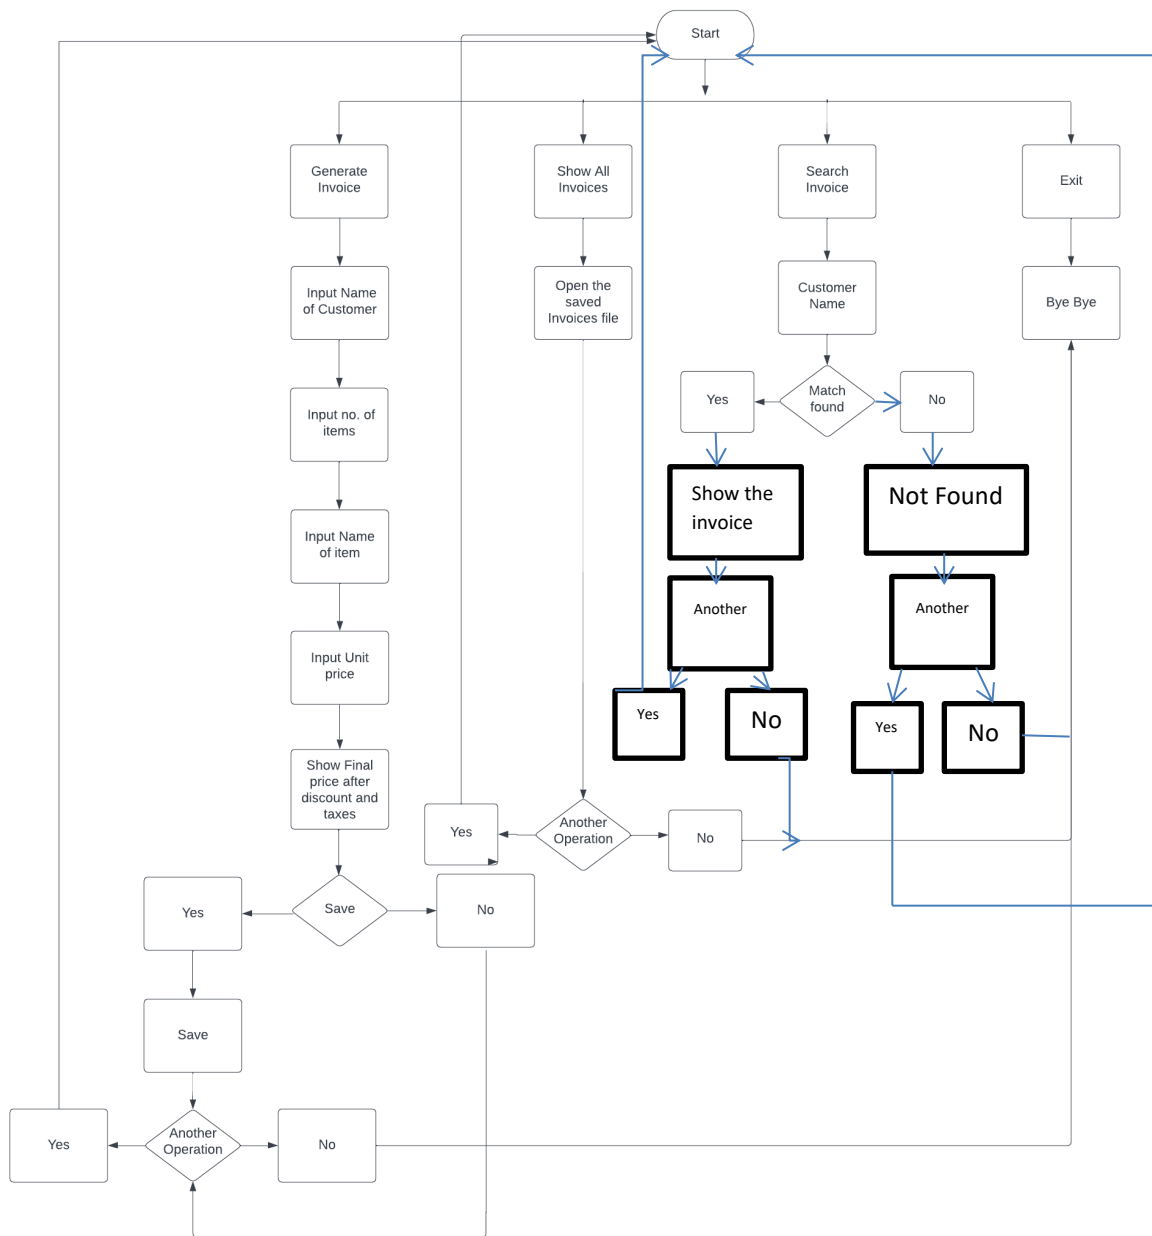 Start
Generate
Invoice
Show All
Invoices
Search
Invoice
Exit
Input Name
of Customer
Open the
saved
Invoices file
Customer
Name
Bye Bye
Yes
Match
found
No
Input no. of
items
Show the
invoice
Not Found
Input Name
of item
Another
Another
Input Unit
price
Yes
No
Yes
No
Show Final
price after
discount and
taxes
Yes
Another
Operation
No
Yes
Save
No
Save
Yes
Another
Operation
No